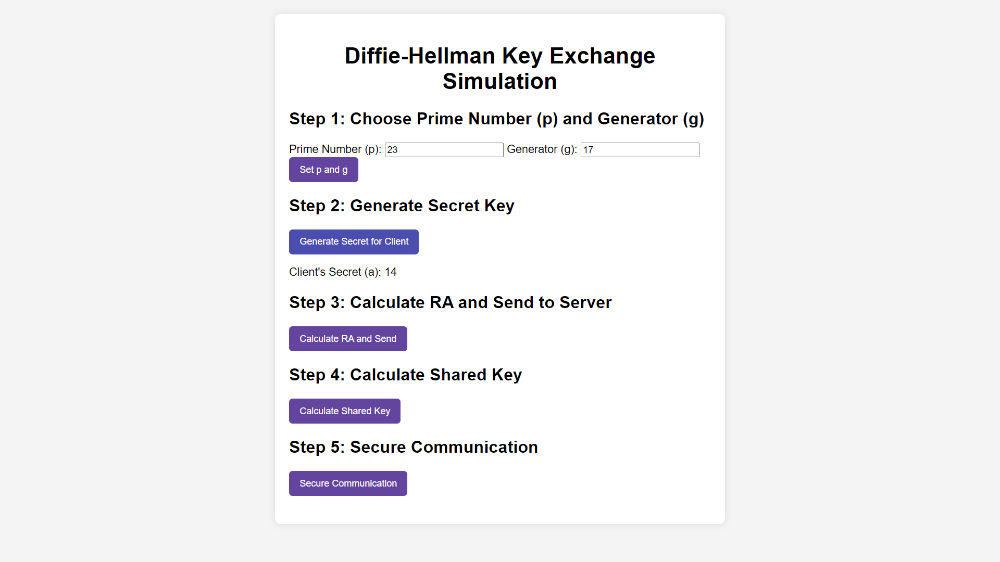 Diffie-Hellman Key Exchange
Simulation
Step 1: Choose Prime Number (p) and Generator (g)
Prime Number (p): 23 Generator (g): 17
Set p and g
Step 2: Generate Secret Key
Generate Secret for Client
Client's Secret (a): 14
Step 3: Calculate RA and Send to Server
Calculate RA and Send
Step 4: Calculate Shared Key
Calculate Shared Key
Step 5: Secure Communication
Secure Communication